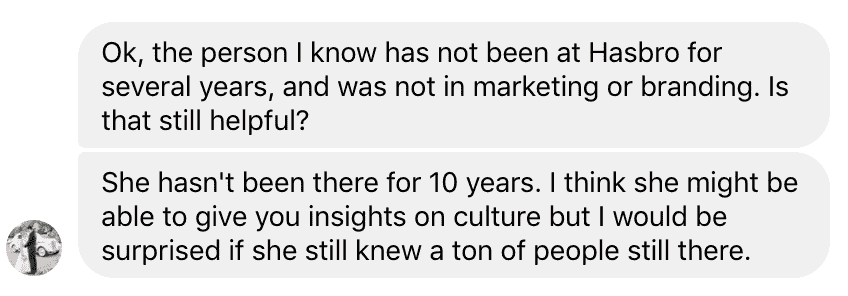 Ok, the person I know has not been at Hasbro for
several years, and was not in marketing or branding. Is
that still helpful?
She hasn't been there for 10 years. I think she might be
able to give you insights on culture but I would be
surprised if she still knew a ton of people still there.